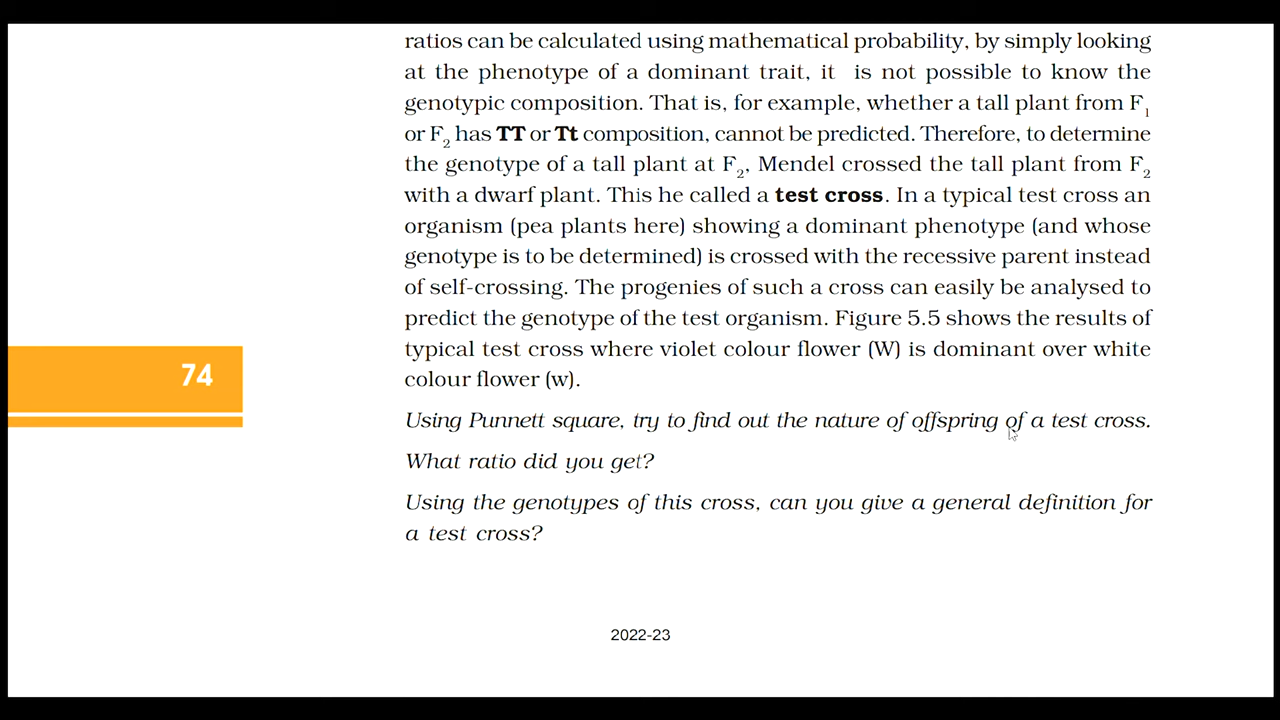 ratios can be calculated using mathematical probability, by simply looking
at the phenotype of a dominant trait, it is not possible to know the
genotypic composition. That is, for example, whether a tall plant from F1
or F2 has TT or Tt composition, cannot be predicted. Therefore, to determine
the genotype of a tall plant at F2, Mendel crossed the tall plant from F2
with a dwarf plant. This he called a test cross. In a typical test cross an
organism (pea plants here) showing a dominant phenotype (and whose
genotype is to be determined) is crossed with the recessive parent instead
of self-crossing. The progenies of such a cross can easily be analysed to
predict the genotype of the test organism. Figure 5.5 shows the results of
typical test cross where violet colour flower (W) is dominant over white
colour flower (w).
74
Using Punnett square, try to find out the nature of offspring of a test cross.
What ratio did you get?
Using the genotypes of this cross, can you give a general definition for
a test cross?
2022-23